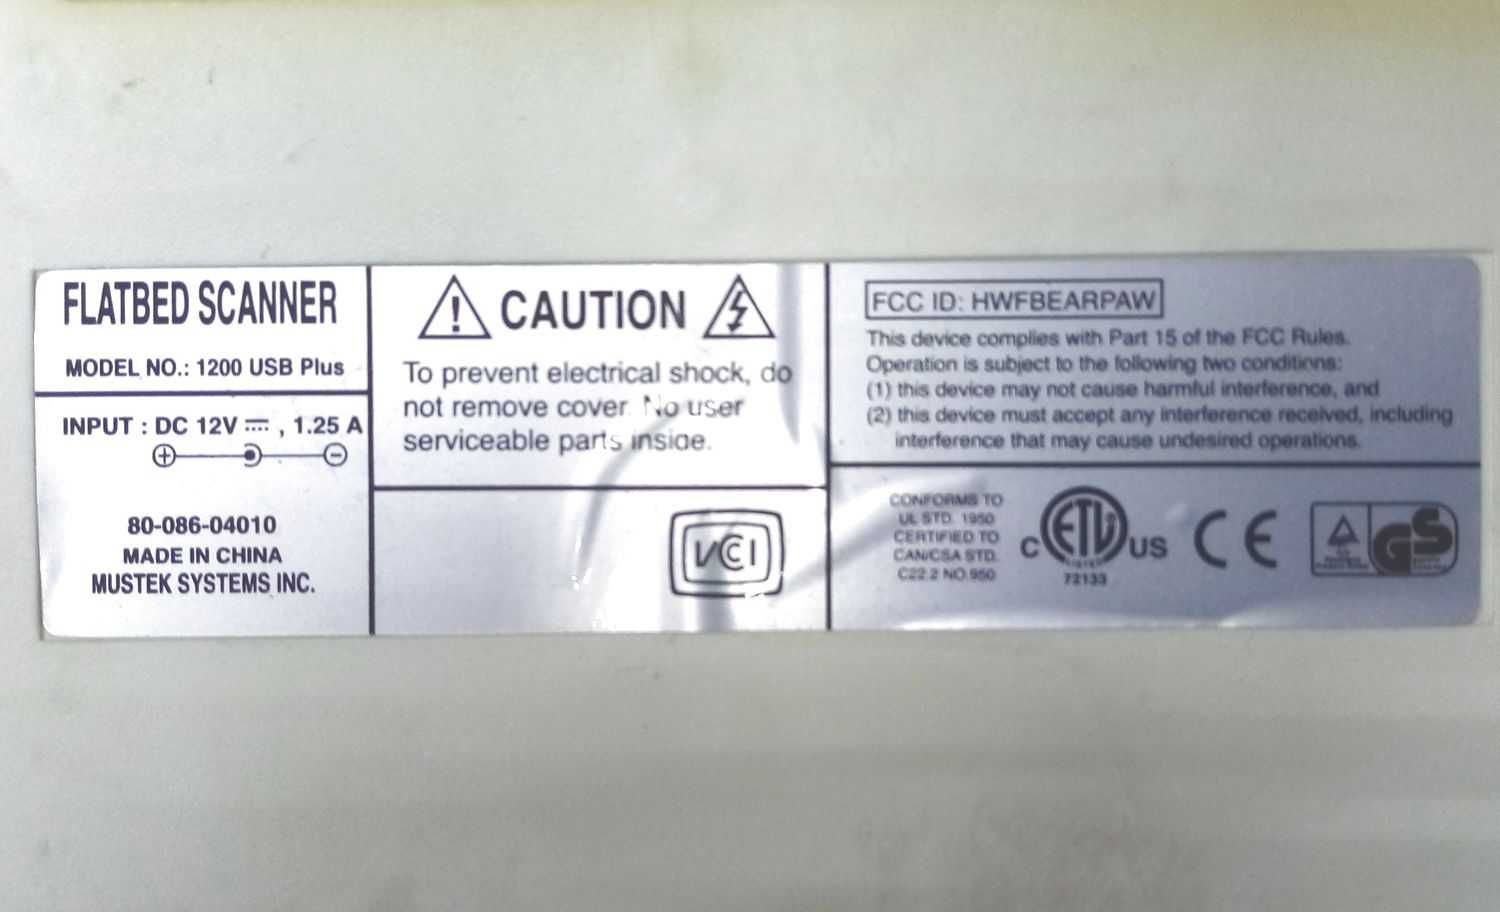 FLATBED SCANNER
MODEL NO.: 1200 USB Plus
INPUT : DC 12V ⎓ , 1.25 A
80-086-04010
MADE IN CHINA
MUSTEK SYSTEMS INC.
CAUTION
To prevent electrical shock, do
not remove cover. No user
serviceable parts inside.
VCCI
FCC ID: HWFBEARPAW
This device complies with Part 15 of the FCC Rules.
Operation is subject to the following two conditions:
(1) this device may not cause harmful interference, and
(2) this device must accept any interference received, including
interference that may cause undesired operations.
CONFORMS TO
UL STD. 1950
CERTIFIED TO
CAN/CSA STD.
C22.2 NO.950
C ETL US
LISTED
72133
CE
GS